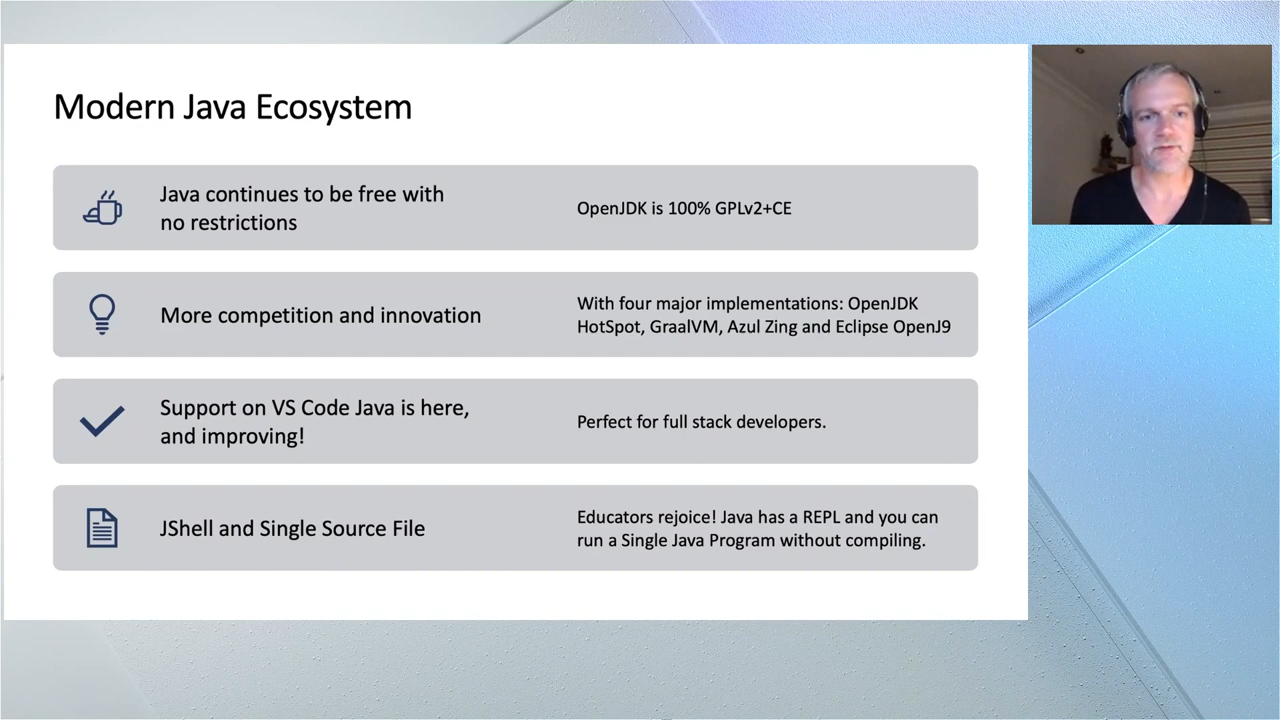 Modern Java Ecosystem
Java continues to be free with
no restrictions
OpenJDK is 100% GPLv2+CE
More competition and innovation
With four major implementations: OpenJDK
HotSpot, GraalVM, Azul Zing and Eclipse OpenJ9
Support on VS Code Java is here,
and improving!
Perfect for full stack developers.
JShell and Single Source File
Educators rejoice! Java has a REPL and you can
run a Single Java Program without compiling.